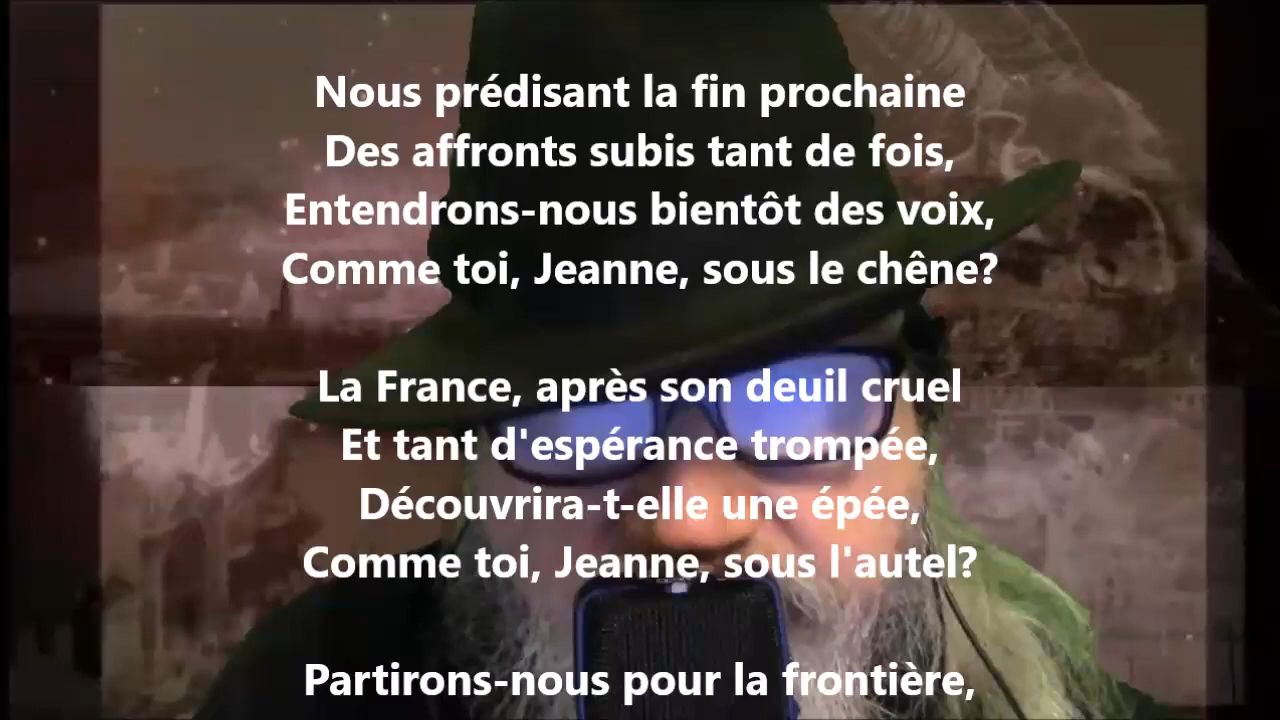 Nous prédisant la fin prochaine
Des affronts subis tant de fois,
Entendrons-nous bientôt des voix,
Comme toi, Jeanne, sous le chêne?
La France, après son deuil cruel
Et tant d'espérance trompée,
Découvrira-t-elle une épée,
Comme toi, Jeanne, sous l'autel?
Partirons-nous pour la frontière,